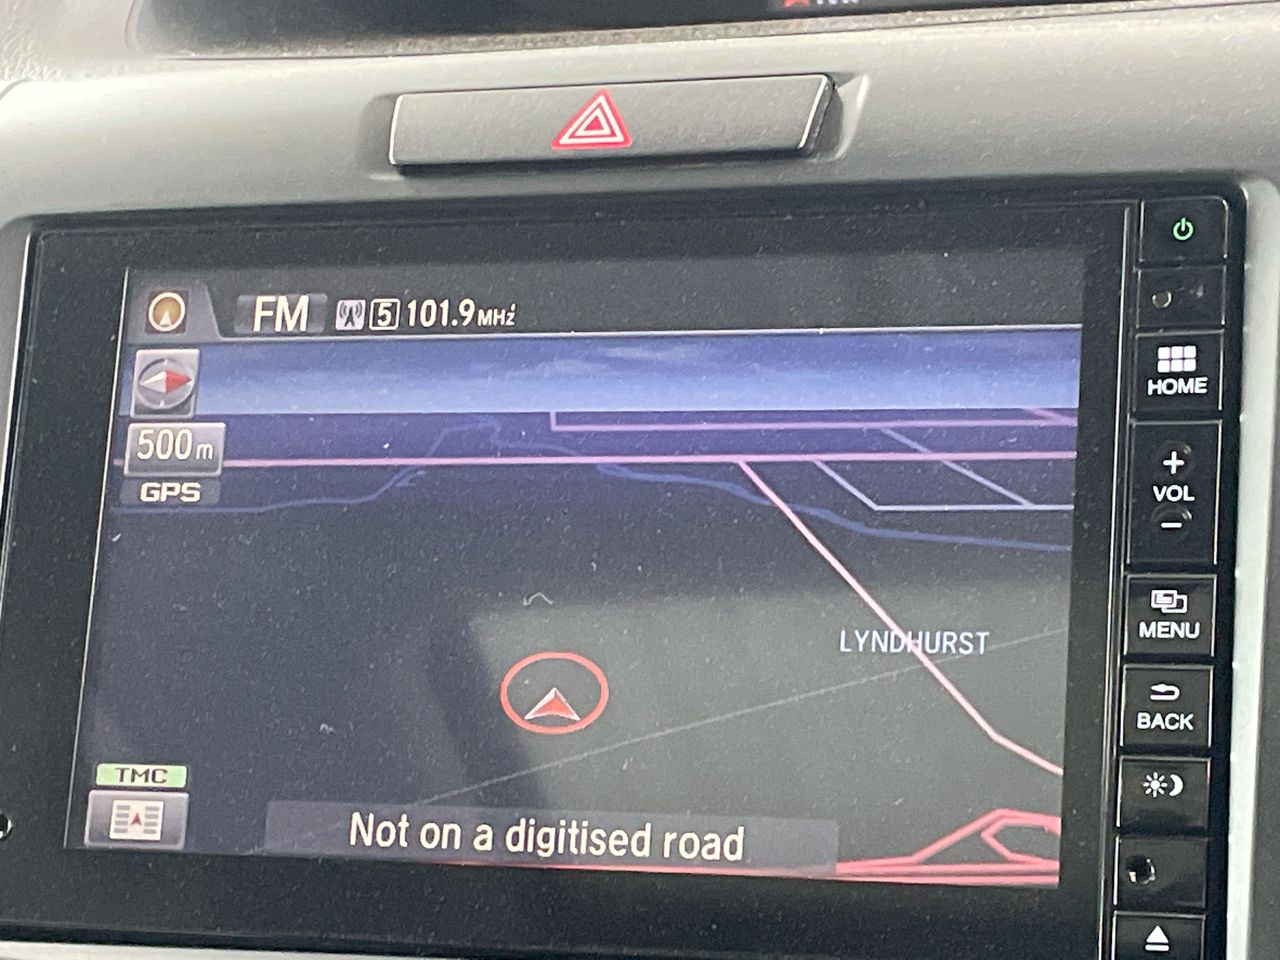 FM 5 101.9MHz
HOME
500m
GPS
VOL
MENU
LYNDHURST
BACK
TMC
Not on a digitised road